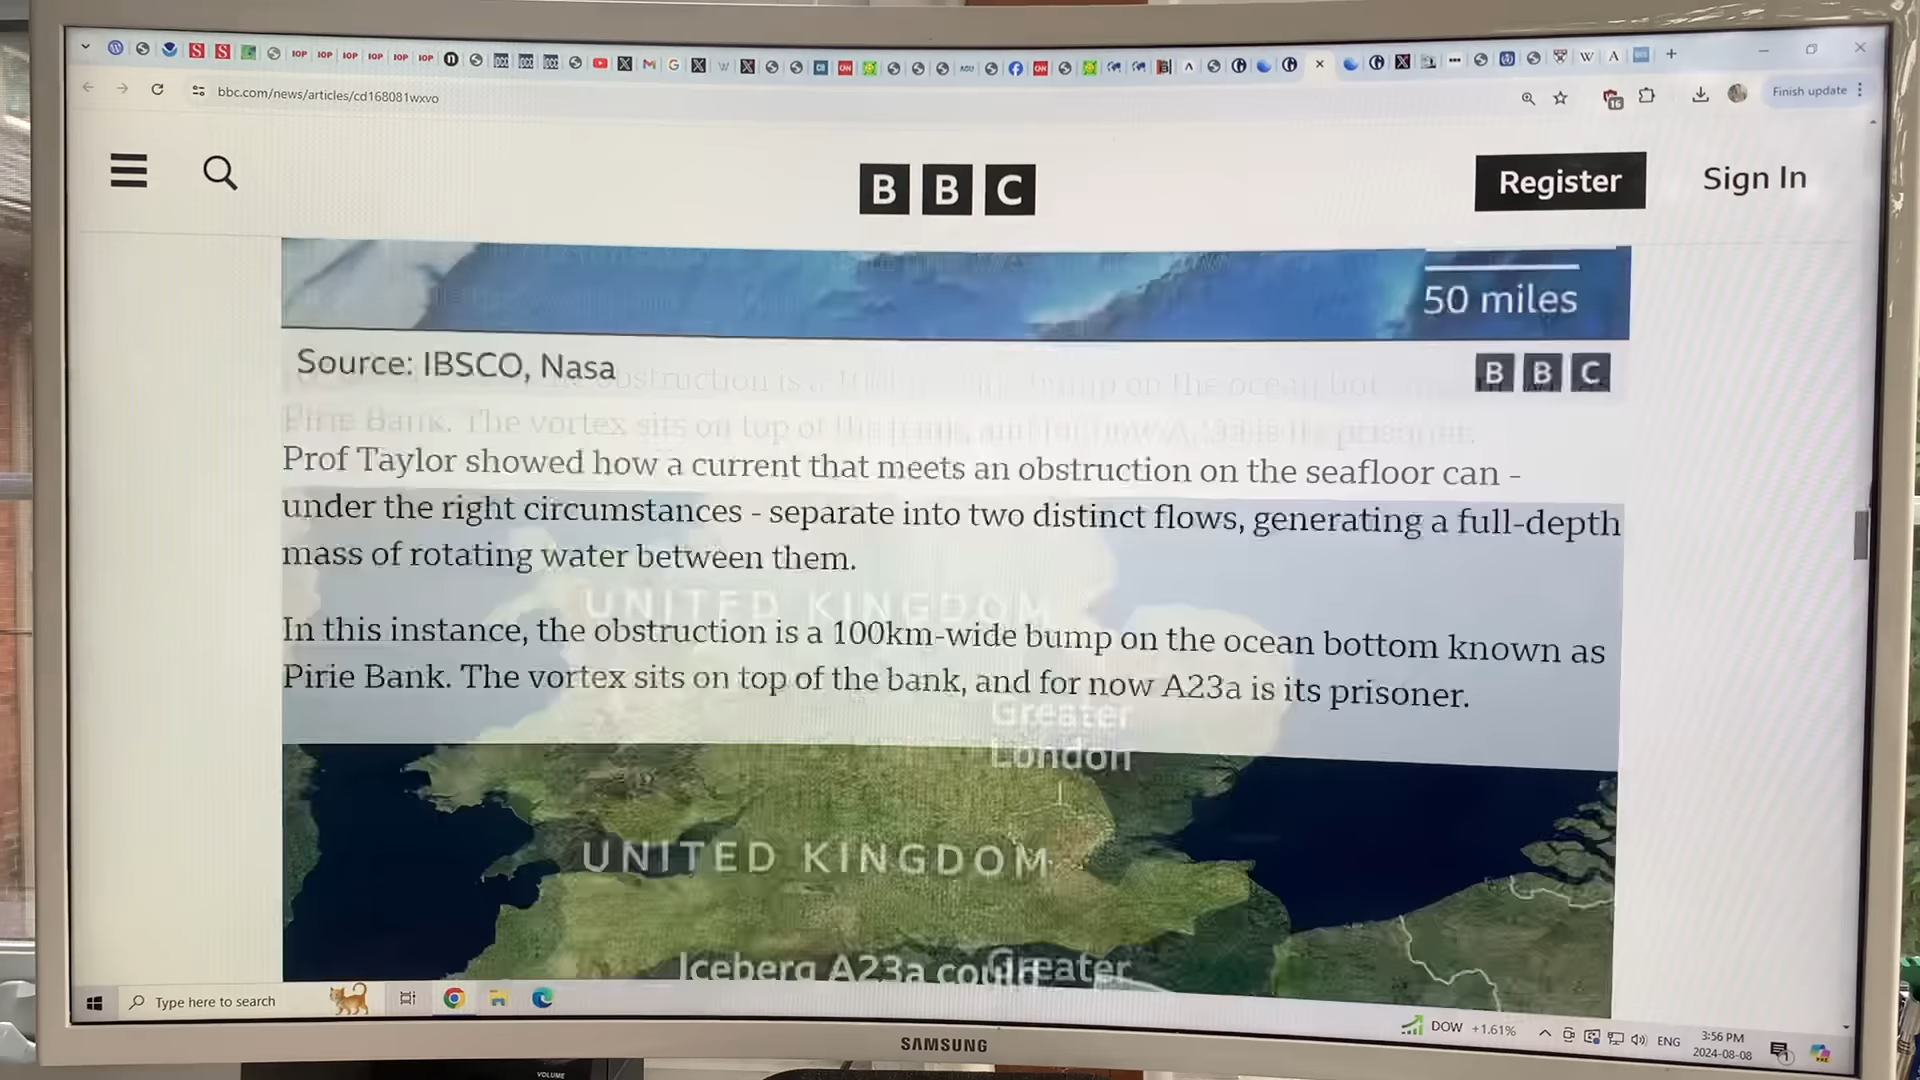 bbc.com/news/articles/cd168081wxvo
Finish update
BBC
Register
Sign In
50 miles
Source: IBSCO, Nasa
BBC
Prof Taylor showed how a current that meets an obstruction on the seafloor can -
under the right circumstances - separate into two distinct flows, generating a full-depth
mass of rotating water between them.
In this instance, the obstruction is a 100km-wide bump on the ocean bottom known as
Pirie Bank. The vortex sits on top of the bank, and for now A23a is its prisoner.
Greater
London
UNITED KINGDOM
Iceberg A23a could
Greater
Type here to search
DOW +1.61%
ENG
3:56 PM
2024-08-08
SAMSUNG
VOLUME